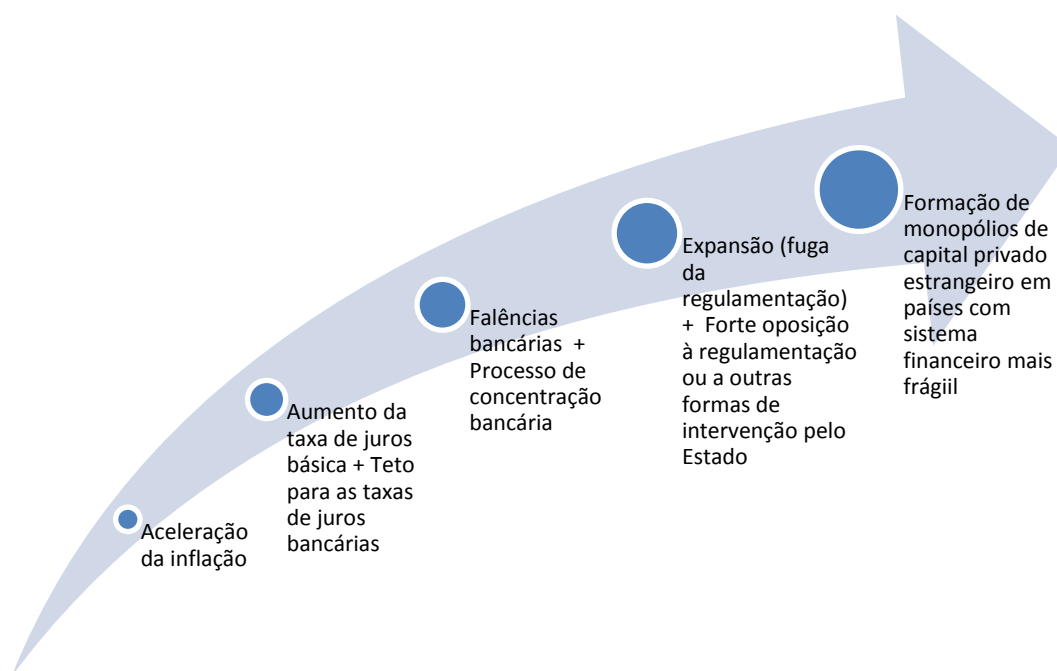 Aceleração
da inflação
Aumento da
taxa de juros
básica + Teto
para as taxas
de juros
bancárias
Falências
bancárias +
Processo de
concentração
bancária
Expansão (fuga
da
regulamentação)
+ Forte oposição
à regulamentação
ou a outras
formas de
intervenção pelo
Estado
Formação de
monopólios de
capital privado
estrangeiro em
países com
sistema
financeiro mais
frágiil